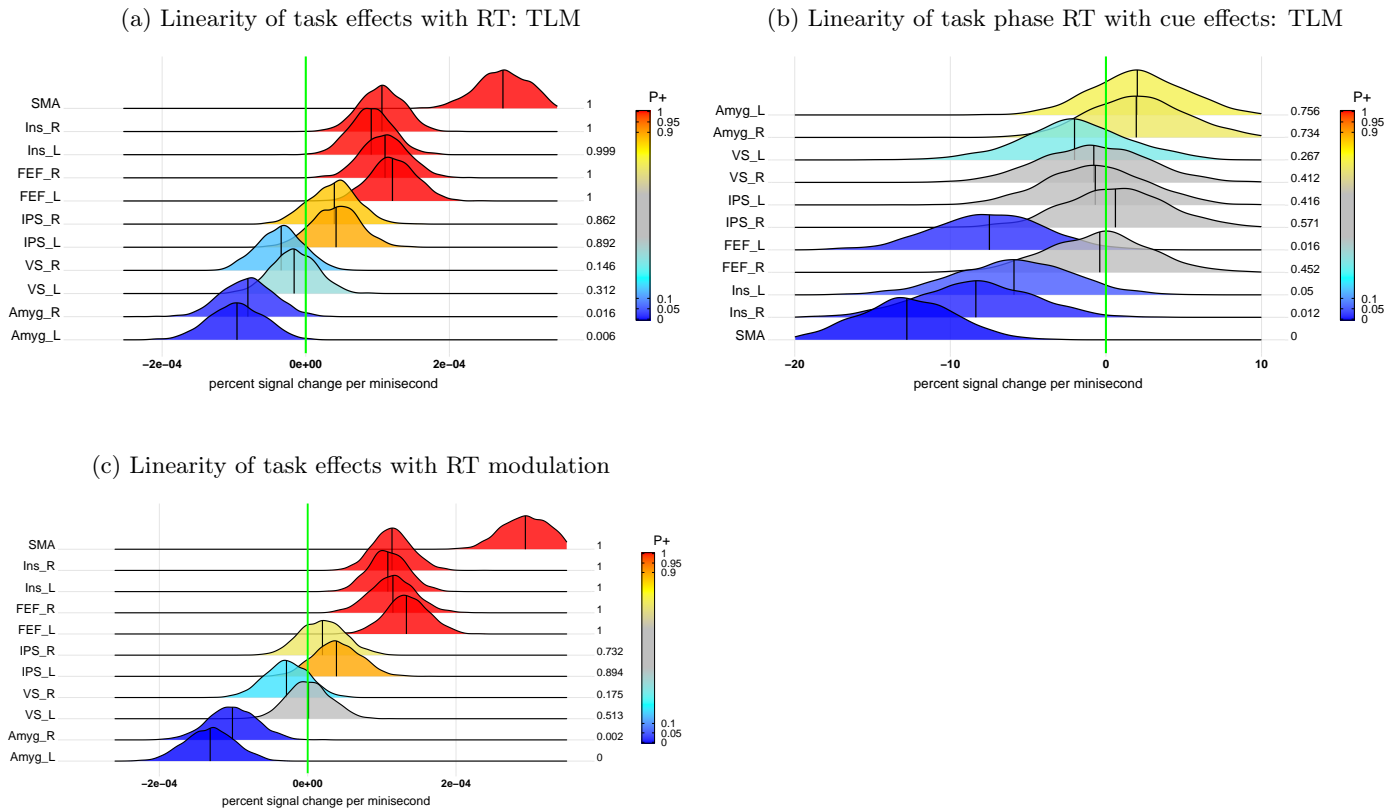 (a) Linearity of task effects with RT: TLM
SMA 1
Ins_R 1
Ins_L 0.999
FEF_R 1
FEF_L 1
IPS_R 0.862
IPS_L 0.892
VS_R 0.146
VS_L 0.312
Amyg_R 0.016
Amyg_L 0.006
−2e−04 0e+00 2e−04
percent signal change per minisecond
P+
1
0.95
0.9
0.1
0.05
0
(b) Linearity of task phase RT with cue effects: TLM
Amyg_L 0.756
Amyg_R 0.734
VS_L 0.267
VS_R 0.412
IPS_L 0.416
IPS_R 0.571
FEF_L 0.016
FEF_R 0.452
Ins_L 0.05
Ins_R 0.012
SMA 0
−20 −10 0 10
percent signal change per minisecond
P+
1
0.95
0.9
0.1
0.05
0
(c) Linearity of task effects with RT modulation
SMA 1
Ins_R 1
Ins_L 1
FEF_R 1
FEF_L 1
IPS_R 0.732
IPS_L 0.894
VS_R 0.175
VS_L 0.513
Amyg_R 0.002
Amyg_L 0
−2e−04 0e+00 2e−04
percent signal change per minisecond
P+
1
0.95
0.9
0.1
0.05
0